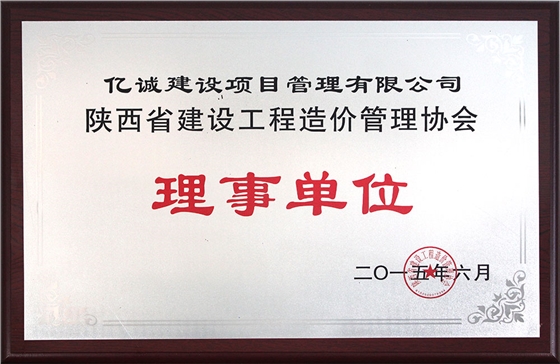 亿诚建设项目管理有限公司
陕西省建设工程造价管理协会
理事单位
二〇一五年六月